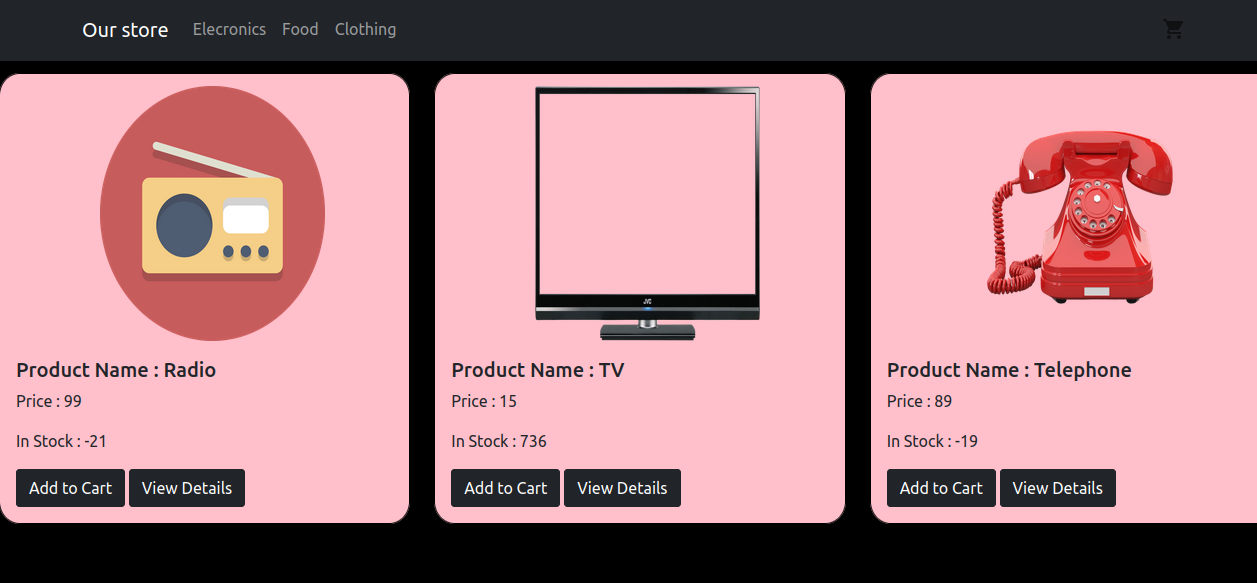 Our store Elecronics Food Clothing
JVC
Product Name : Radio
Price : 99
In Stock : -21
Add to Cart View Details
Product Name : TV
Price : 15
In Stock : 736
Add to Cart View Details
Product Name : Telephone
Price : 89
In Stock : -19
Add to Cart View Details